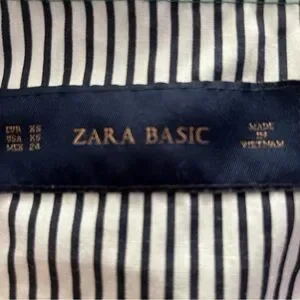 EUR XS
USA XS
MEX 24
ZARA BASIC
MADE
IN
VIETNAM